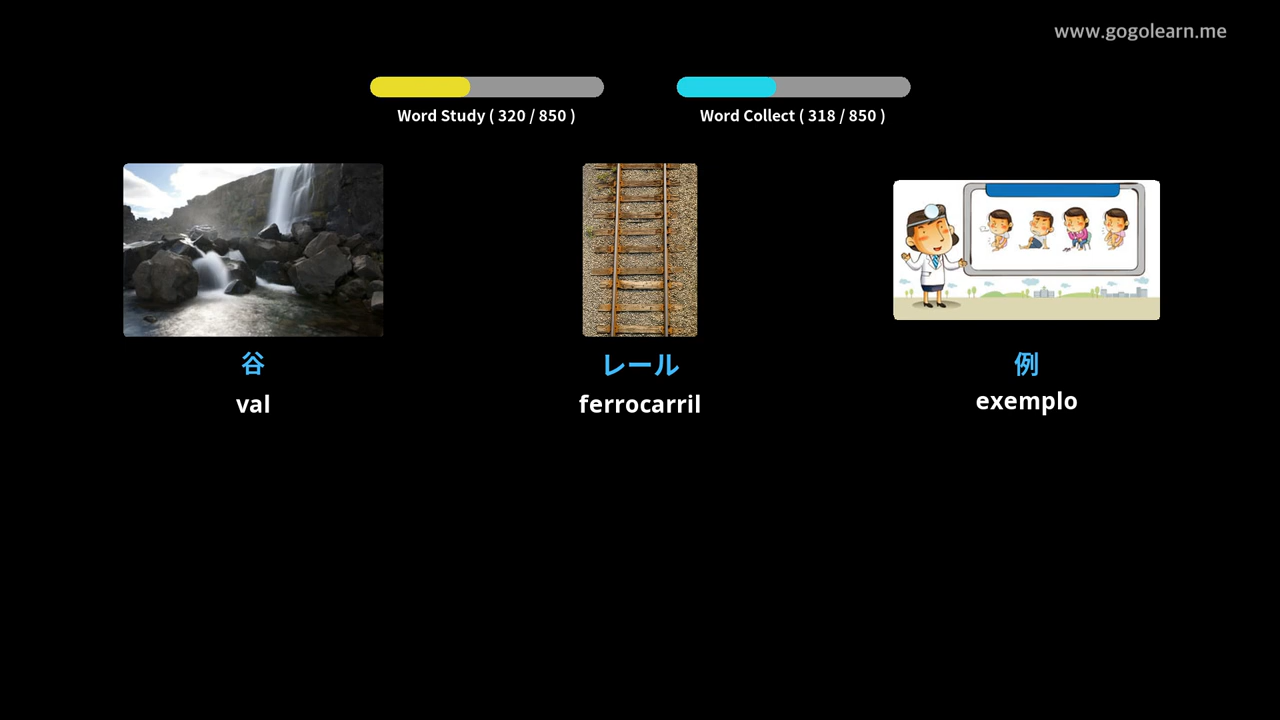 www.gogolearn.me
Word Study ( 320 / 850 )
Word Collect ( 318 / 850 )
谷
val
レール
ferrocarril
例
exemplo